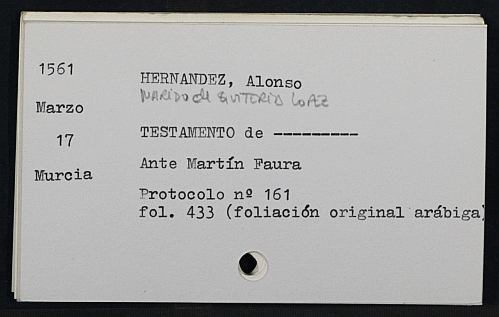 1561
HERNANDEZ, Alonso
MARIDO de QUITERIA LOPEZ
Marzo
17
TESTAMENTO de ---------
Ante Martín Faura
Murcia
Protocolo nº 161
fol. 433 (foliación original arábiga)